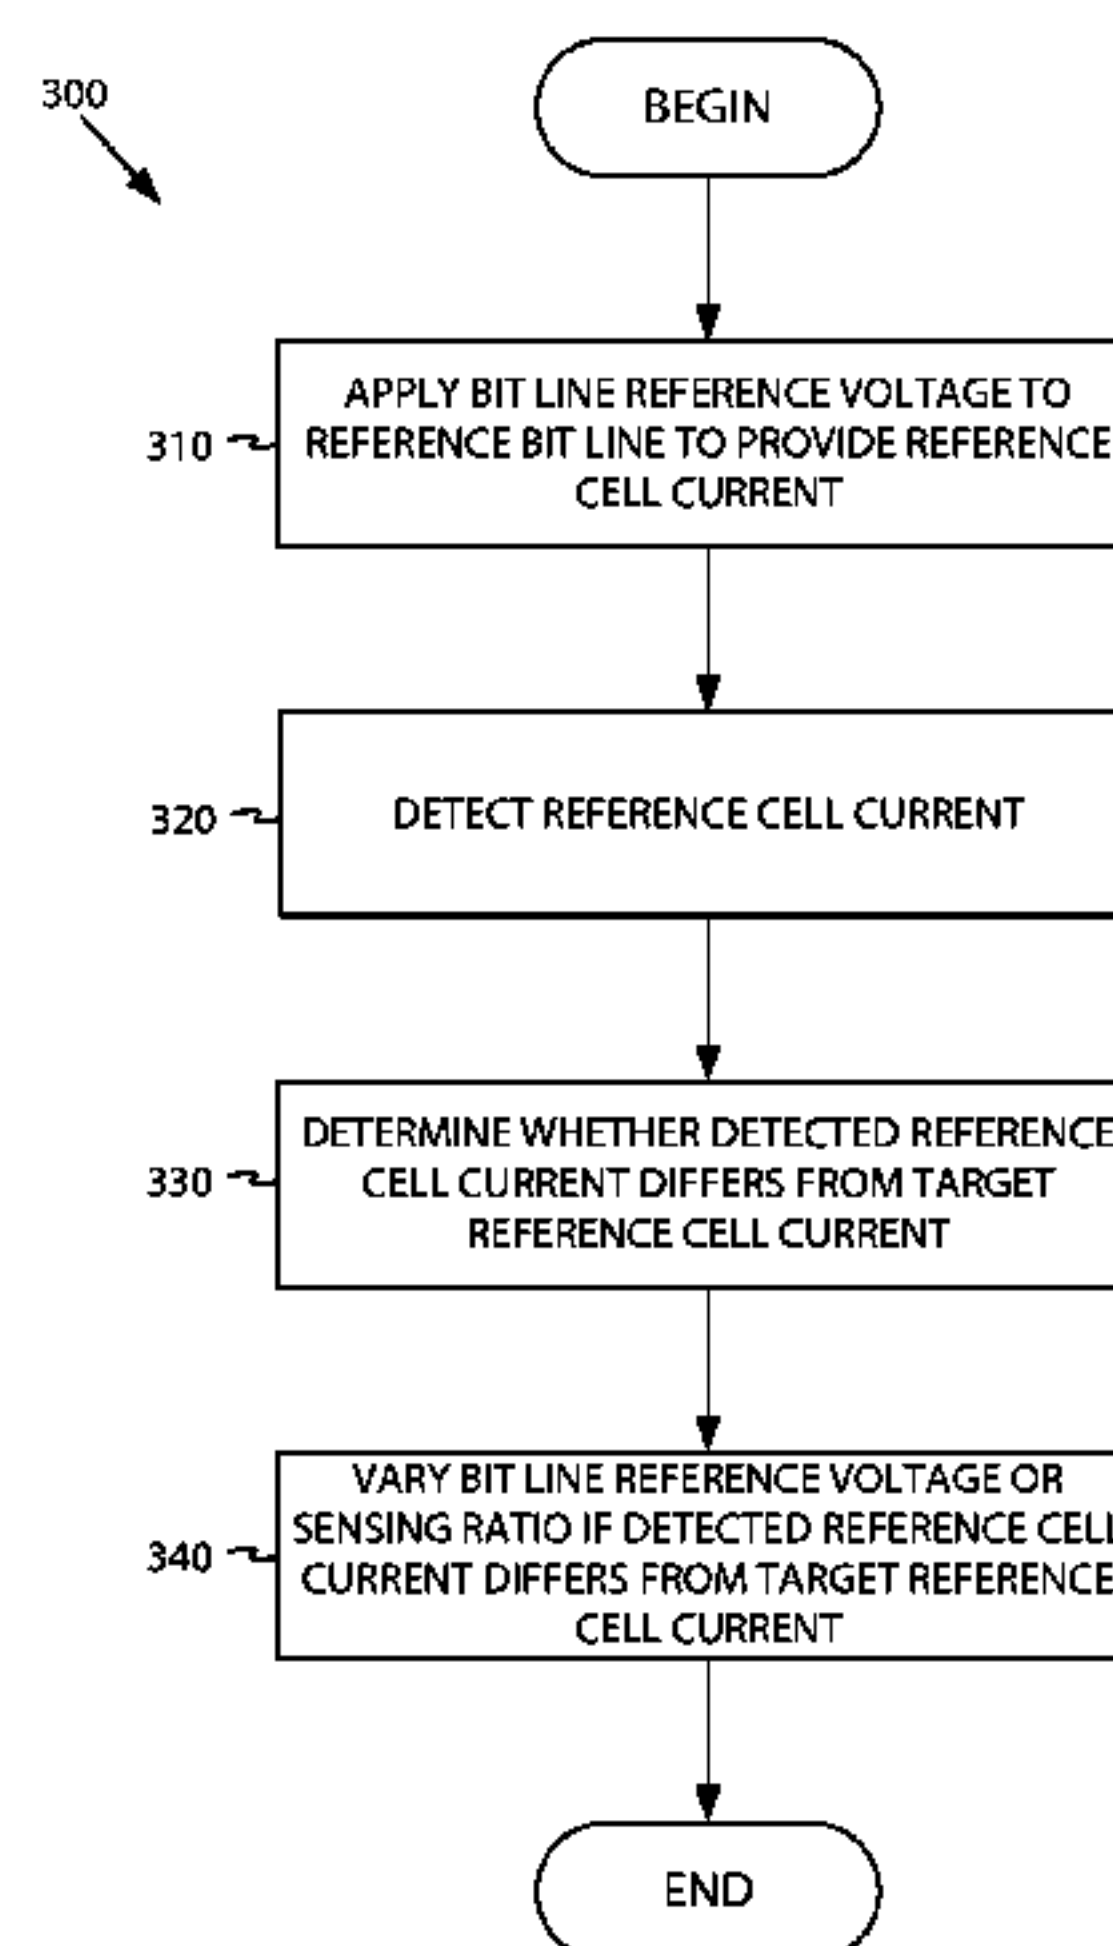 300
BEGIN
310
APPLY BIT LINE REFERENCE VOLTAGE TO
REFERENCE BIT LINE TO PROVIDE REFERENCE
CELL CURRENT
320
DETECT REFERENCE CELL CURRENT
330
DETERMINE WHETHER DETECTED REFERENCE
CELL CURRENT DIFFERS FROM TARGET
REFERENCE CELL CURRENT
340
VARY BIT LINE REFERENCE VOLTAGE OR
SENSING RATIO IF DETECTED REFERENCE CELL
CURRENT DIFFERS FROM TARGET REFERENCE
CELL CURRENT
END